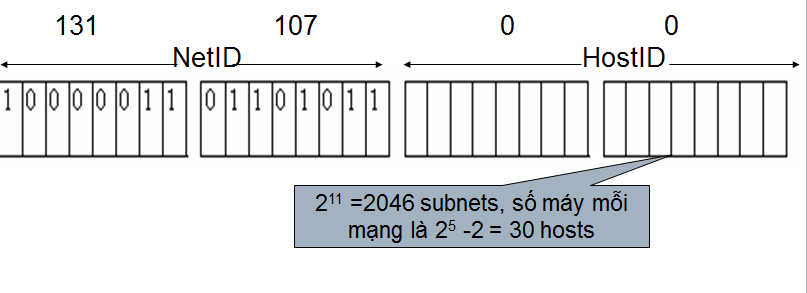 131 107 0 0
NetID HostID
1 0 0 0 0 0 1 1 0 1 1 0 1 0 1 1
2¹¹ =2046 subnets, số máy mỗi
mạng là 2⁵ -2 = 30 hosts